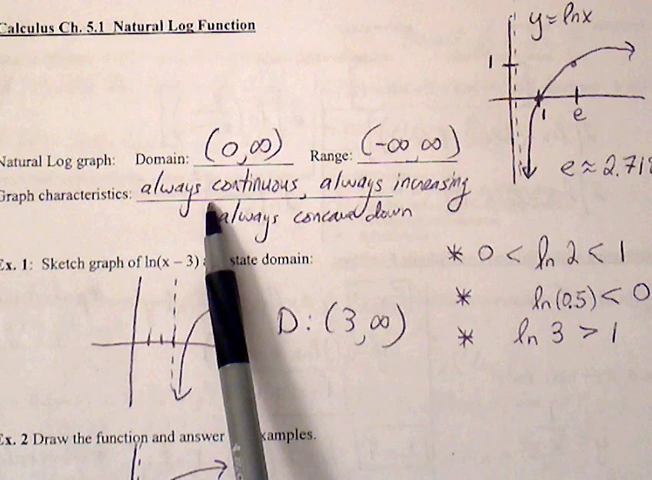 Calculus Ch. 5.1 Natural Log Function
y = ln x
1
1
e
e ≈ 2.718
Natural Log graph: Domain: (0,∞) Range: (-∞,∞)
Graph characteristics: always continuous, always increasing
always concave down
Ex. 1: Sketch graph of ln(x – 3) state domain:
* 0 < ln 2 < 1
* ln(0.5) < 0
* ln 3 > 1
D: (3,∞)
Ex. 2 Draw the function and answer examples.